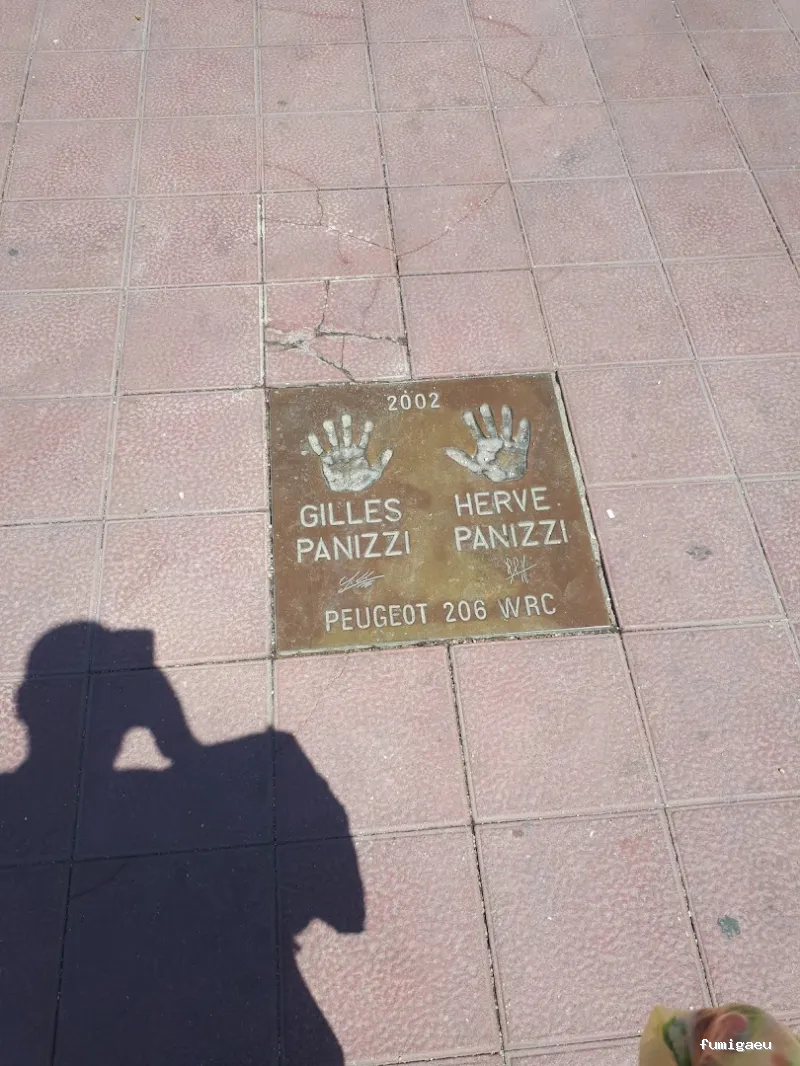 2002
GILLES HERVE
PANIZZI PANIZZI
PEUGEOT 206 WRC
fumigaeu